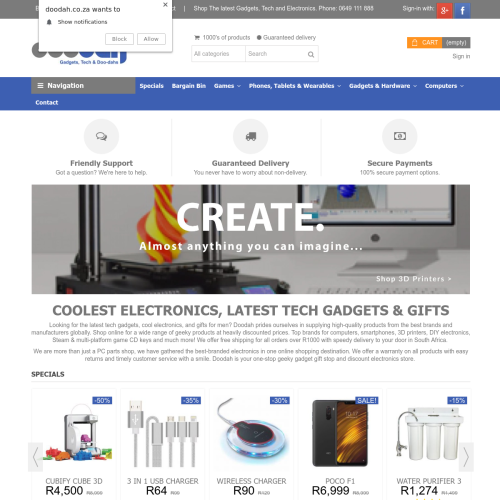 doodah.co.za wants to
Show notifications
Block
Allow
Shop The latest Gadgets, Tech and Electronics. Phone: 0649 111 888
Sign-in with:
Gadgets, Tech & Doo-dahs
1000's of products
Guaranteed delivery
All categories
Search
CART
(empty)
Sign in
Navigation
Specials
Bargain Bin
Games
Phones, Tablets & Wearables
Gadgets & Hardware
Computers
Contact
Friendly Support
Got a question? We're here to help.
Guaranteed Delivery
You never have to worry about non-delivery.
Secure Payments
100% secure payment options.
CREATE.
Almost anything you can imagine...
Shop 3D Printers >
COOLEST ELECTRONICS, LATEST TECH GADGETS & GIFTS
Looking for the latest tech gadgets, cool electronics, and gifts for men? Doodah prides ourselves in supplying high-quality products from the best brands and
manufacturers globally. Shop online for a wide range of geeky products at heavily discounted prices. Top brands for computers, smartphones, 3D printers, DIY electronics,
Steam & multi-platform game CD keys and much more! We offer free shipping for all orders over R1000 with speedy delivery to your door in South Africa.
We are more than just a PC parts shop, we have gathered the best-branded electronics in one online shopping destination. We offer a warranty on all products with easy
returns and timely customer service with a smile. Doodah is your one-stop geeky gadget gift stop and discount electronics store.
SPECIALS
-50%
-35%
-30%
SALE!
-15%
CUBIFY CUBE 3D
3 IN 1 USB CHARGER
WIRELESS CHARGER
POCO F1
WATER PURIFIER 3
R4,500
R64
R90
R6,999
R1,274